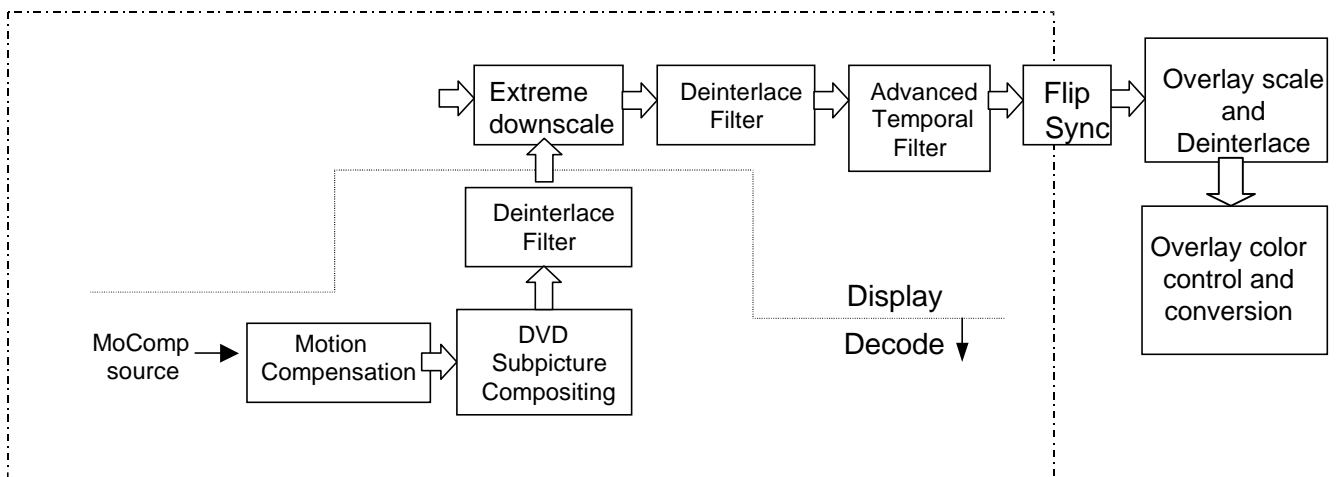 Extreme
downscale
Deinterlace
Filter
Advanced
Temporal
Filter
Flip
Sync
Overlay scale
and
Deinterlace
Deinterlace
Filter
Overlay color
control and
conversion
Display
Decode
MoComp
source
Motion
Compensation
DVD
Subpicture
Compositing